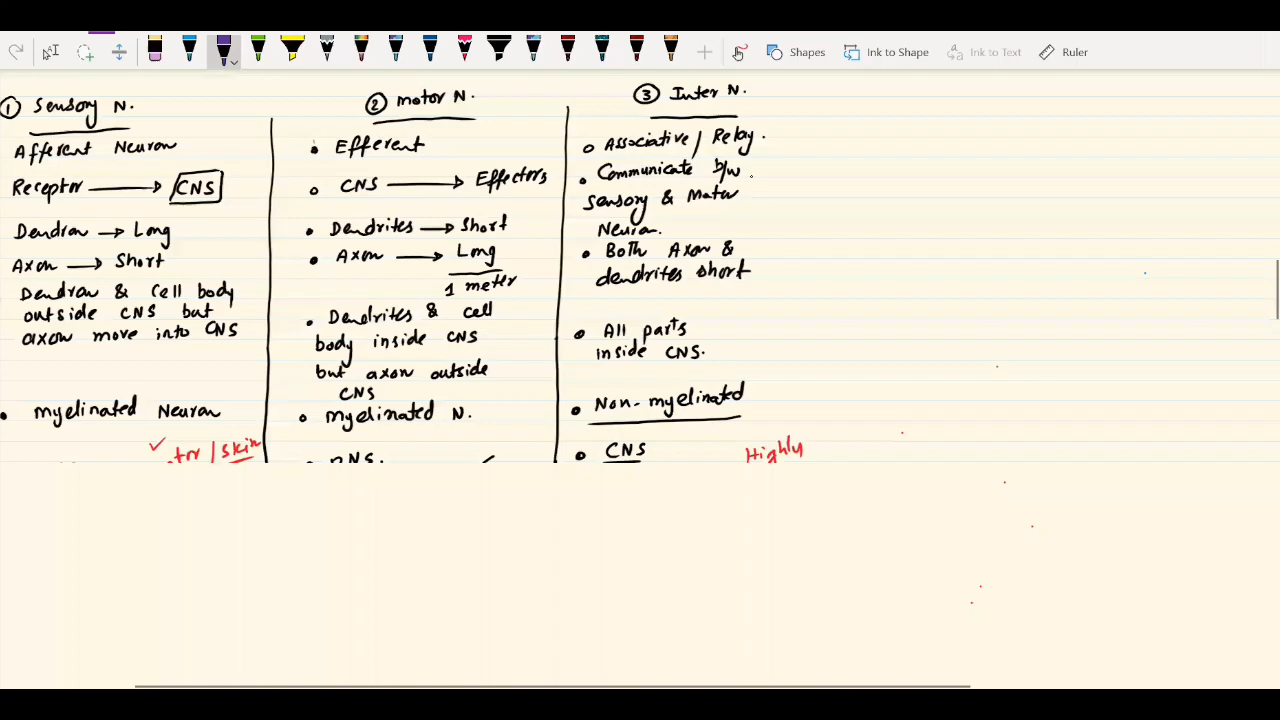 Shapes
Ink to Shape
Ink to Text
Ruler
① Sensory N.
Afferent Neuron
Receptor → CNS
Dendron → Long
Axon → Short
Dendron & Cell body
outside CNS but
axon move into CNS
• myelinated Neuron
/ Skin
② motor N.
• Efferent
• CNS → Effectors
• Dendrites → Short
• Axon → Long
1 meter
• Dendrites & cell
body inside CNS
but axon outside
CNS
• myelinated N.
③ Inter N.
• Associative / Relay.
• Communicate b/w
Sensory & Motor
Neuron.
• Both Axon &
dendrites short
• All parts
inside CNS.
• Non-myelinated
• CNS
Highly